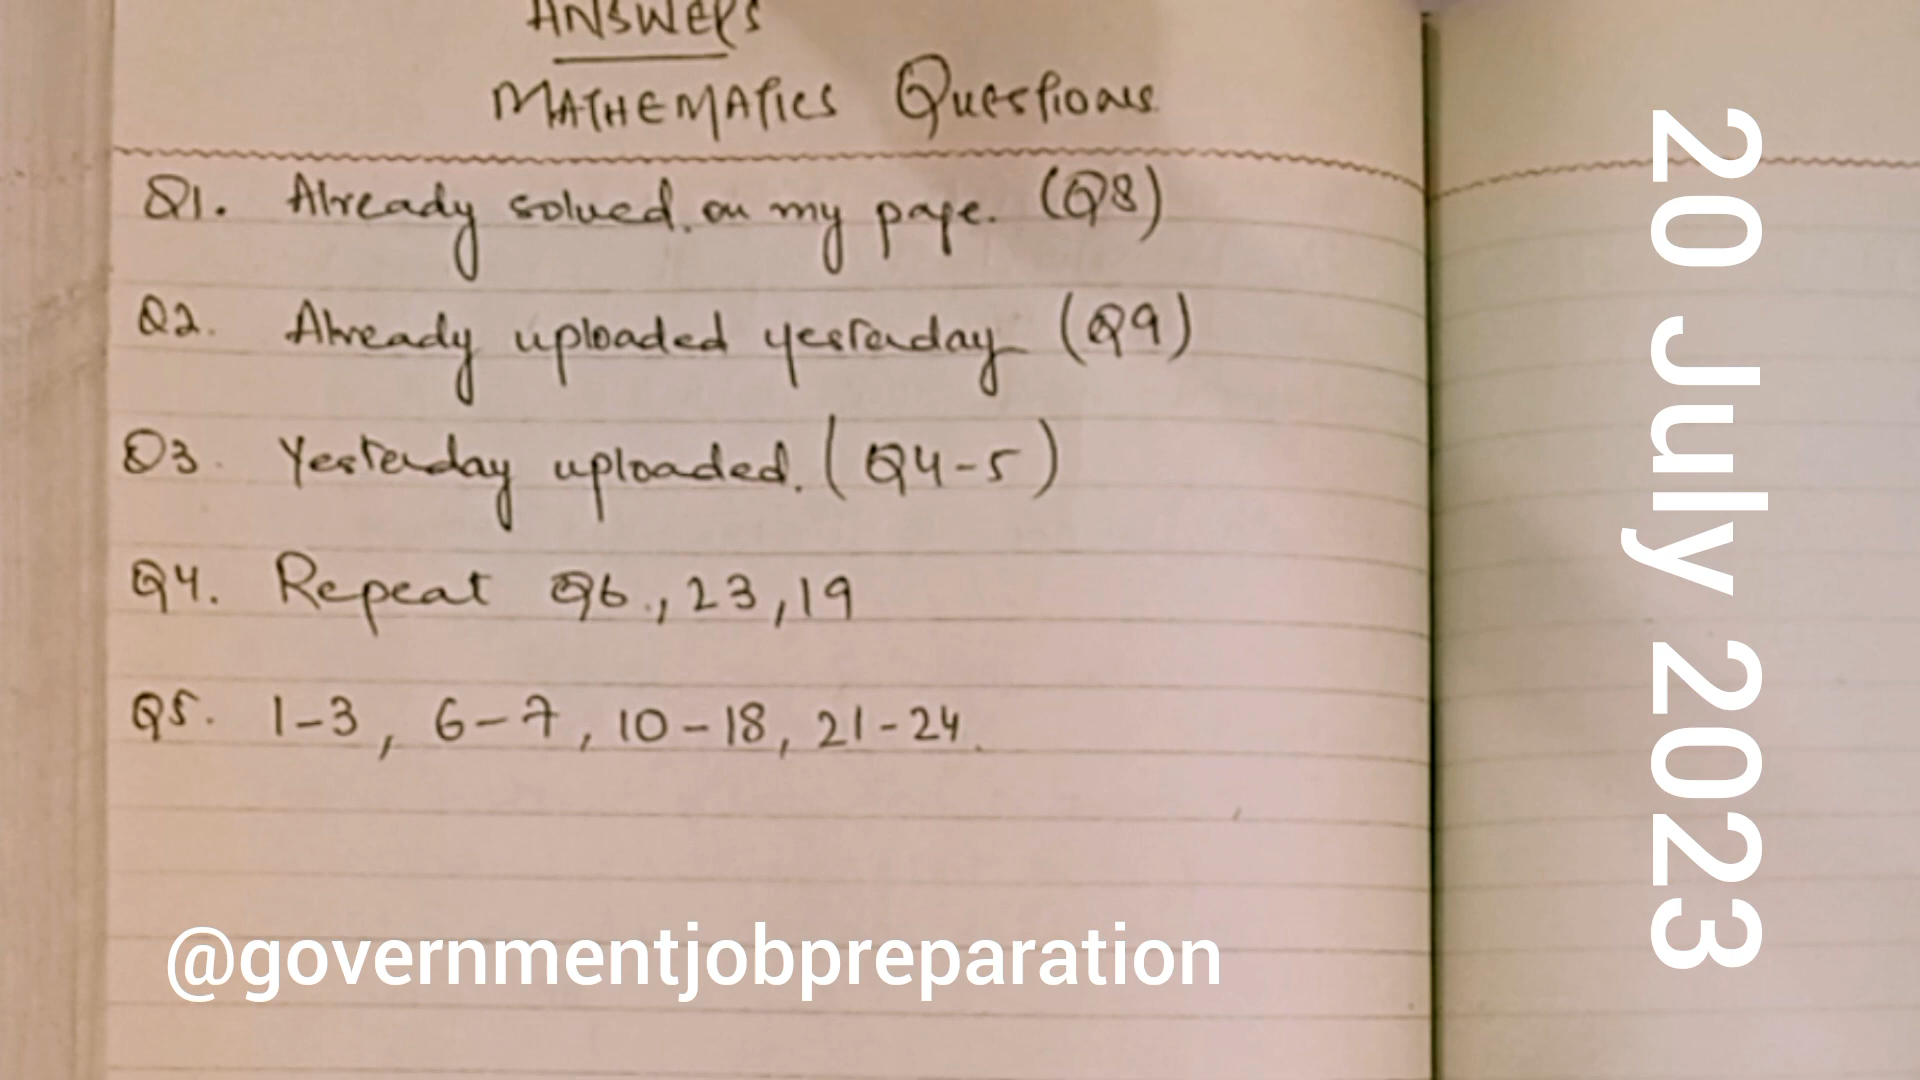 ANSWERS
MATHEMATICS Questions
Q1. Already solved on my page. (Q8)
Q2. Already uploaded yesterday (Q9)
Q3. Yesterday uploaded. (Q4-5)
Q4. Repeat Q6., 23, 19
Q5. 1-3, 6-7, 10-18, 21-24.
@governmentjobpreparation
20 July 2023